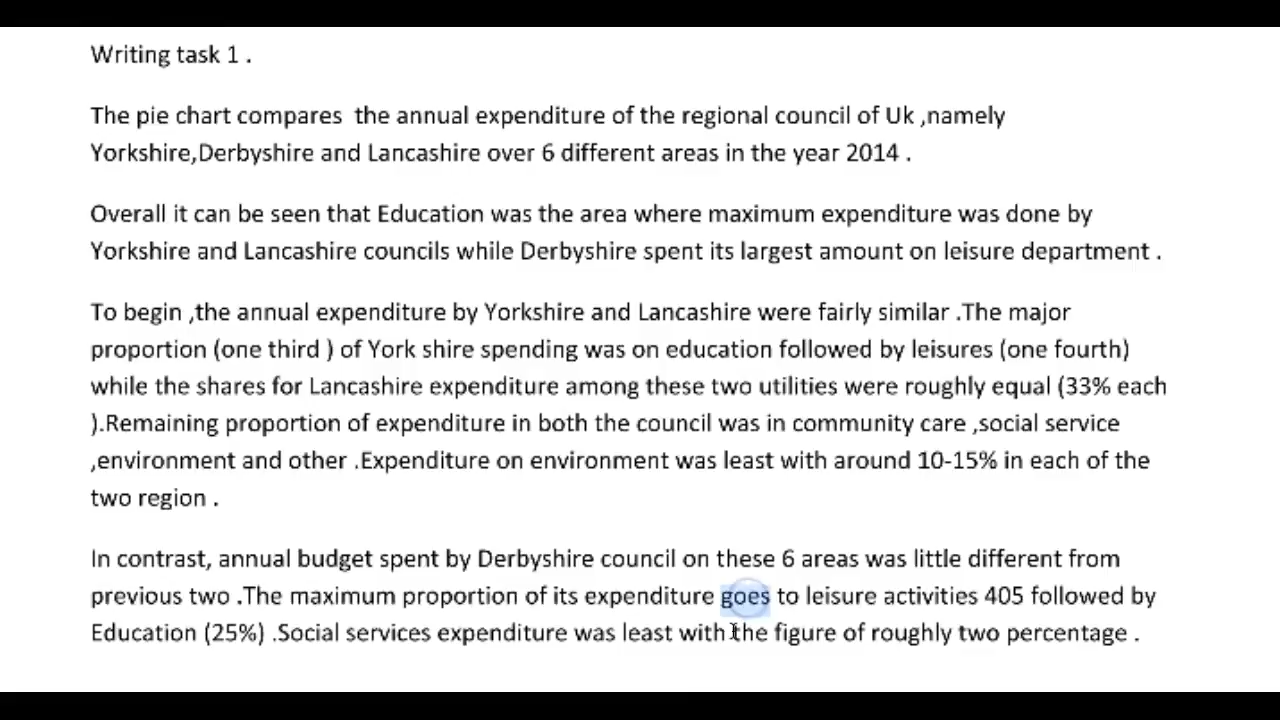 Writing task 1 .
The pie chart compares  the annual expenditure of the regional council of Uk ,namely
Yorkshire,Derbyshire and Lancashire over 6 different areas in the year 2014 .
Overall it can be seen that Education was the area where maximum expenditure was done by
Yorkshire and Lancashire councils while Derbyshire spent its largest amount on leisure department .
To begin ,the annual expenditure by Yorkshire and Lancashire were fairly similar .The major
proportion (one third ) of York shire spending was on education followed by leisures (one fourth)
while the shares for Lancashire expenditure among these two utilities were roughly equal (33% each
).Remaining proportion of expenditure in both the council was in community care ,social service
,environment and other .Expenditure on environment was least with around 10-15% in each of the
two region .
In contrast, annual budget spent by Derbyshire council on these 6 areas was little different from
previous two .The maximum proportion of its expenditure goes to leisure activities 405 followed by
Education (25%) .Social services expenditure was least with the figure of roughly two percentage .